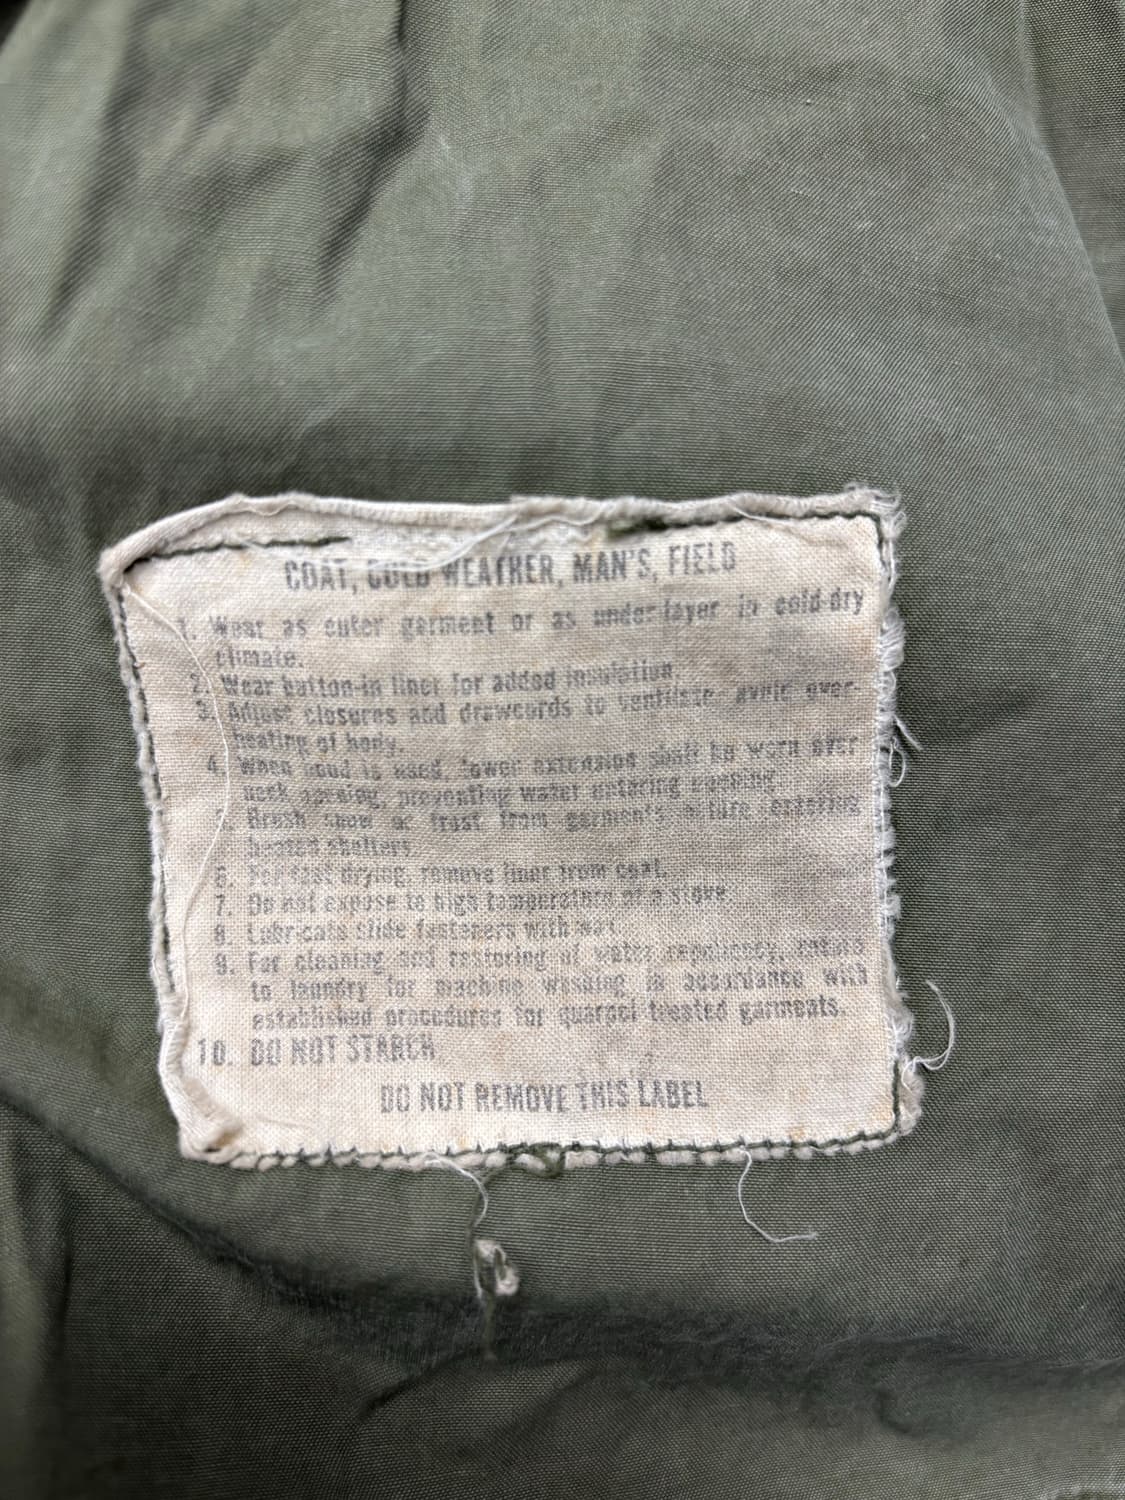 COAT, COLD WEATHER, MAN'S, FIELD
1. Wear as outer garment or as under-layer in cold-dry
climate.
2. Wear button-in liner for added insulation.
3. Adjust closures and drawcords to ventilate, avoid over-
heating of body.
4. When hood is used, lower extension shall be worn over
neck opening, preventing water entering opening.
5. Brush snow or frost from garments before entering
heated shelters.
6. For fast drying, remove liner from coat.
7. Do not expose to high temperature of a stove.
8. Lubricate slide fasteners with wax.
9. For cleaning and restoring of water repellency, return
to laundry for machine washing in accordance with
established procedures for quarpel treated garments.
10. DO NOT STARCH
DO NOT REMOVE THIS LABEL